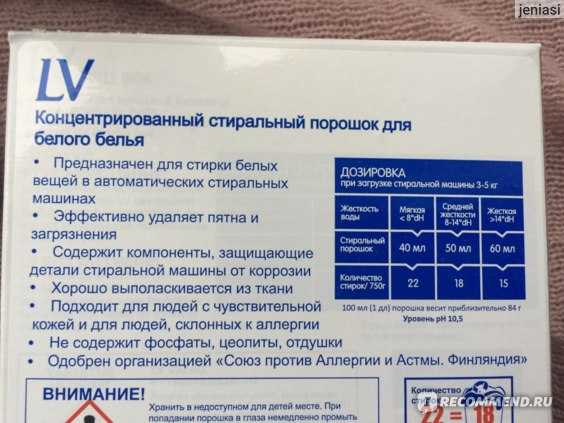 jeniasi
LV
Концентрированный стиральный порошок для
белого белья
• Предназначен для стирки белых
вещей в автоматических стиральных
машинах
• Эффективно удаляет пятна и
загрязнения
• Содержит компоненты, защищающие
детали стиральной машины от коррозии
• Хорошо выполаскивается из ткани
• Подходит для людей с чувствительной
кожей и для людей, склонных к аллергии
• Не содержит фосфаты, цеолиты, отдушки
• Одобрен организацией «Союз против Аллергии и Астмы. Финляндия»
ДОЗИРОВКА
при загрузке стиральной машины 3-5 кг
Жесткость воды Мягкая < 8°dH Средней жесткости 8-14°dH Жесткая >14°dH
Стиральный порошок 40 мл 50 мл 60 мл
Количество стирок/ 750г 22 18 15
100 мл (1 дл) порошка весит приблизительно 84 г
Уровень pH 10,5
ВНИМАНИЕ!
Хранить в недоступном для детей месте. При
попадании порошка в глаза немедленно промыть
Количество
стирок
22 = 18
IRECOMMEND.RU